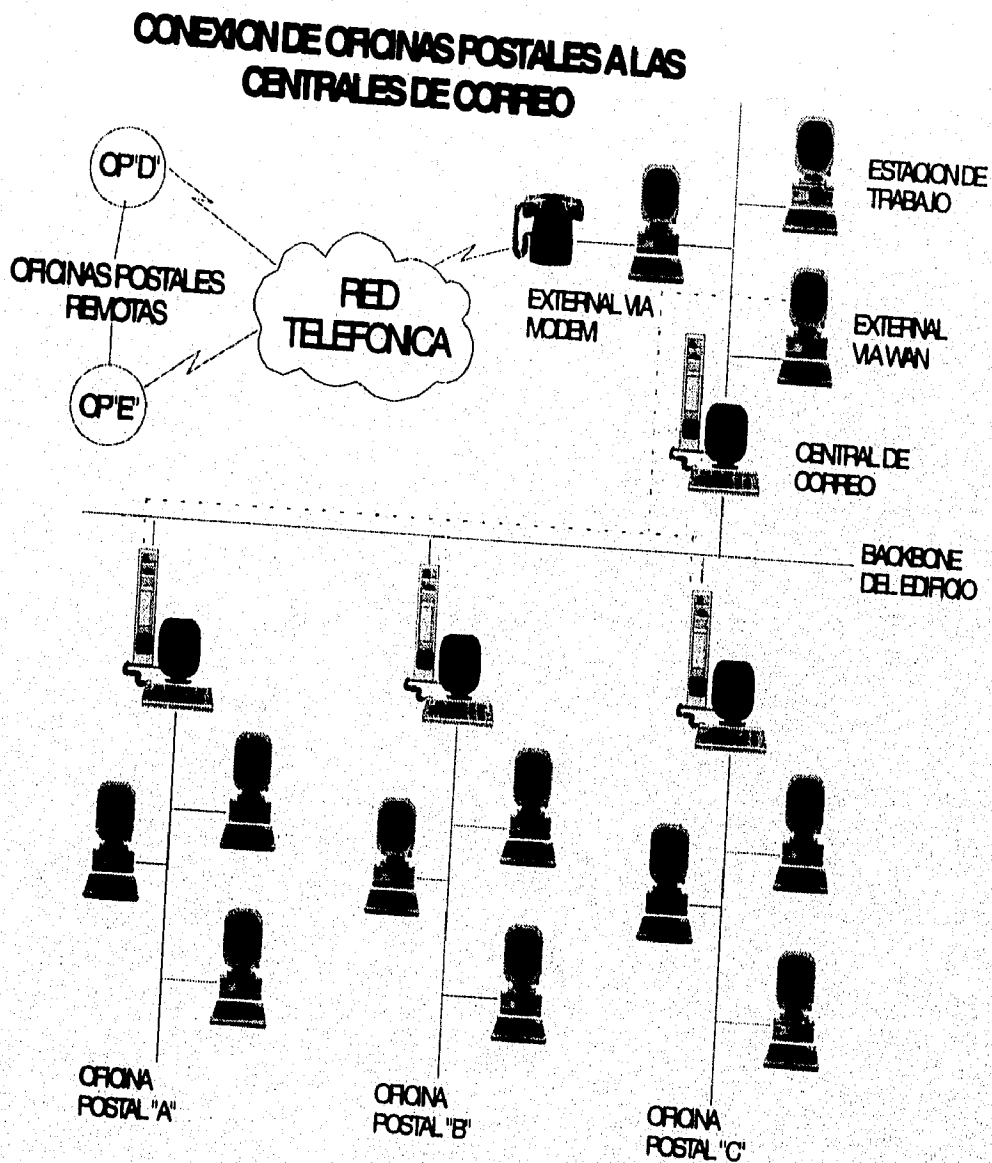 CONEXION DE OFICINAS POSTALES A LAS
CENTRALES DE CORREO
OP"D"
ESTACION DE
TRABAJO
OFICINAS POSTALES
REMOTAS
RED
TELEFONICA
EXTERNAL VIA
MODEM
EXTERNAL
VIA WAN
OP"E"
CENTRAL DE
CORREO
BACKBONE
DEL EDIFICIO
OFICINA
POSTAL "A"
OFICINA
POSTAL "B"
OFICINA
POSTAL "C"